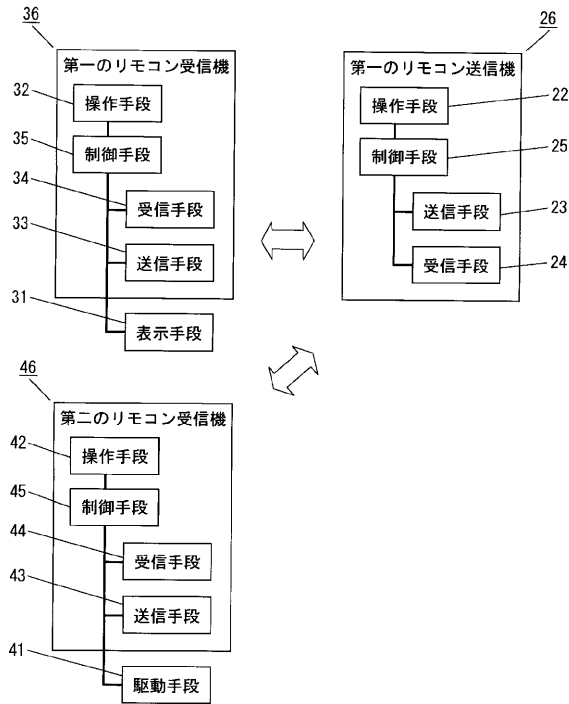 36
第一のリモコン受信機
32
操作手段
35
制御手段
34
受信手段
33
送信手段
31
表示手段
26
第一のリモコン送信機
操作手段
22
制御手段
25
送信手段
23
受信手段
24
46
第二のリモコン受信機
42
操作手段
45
制御手段
44
受信手段
43
送信手段
41
駆動手段